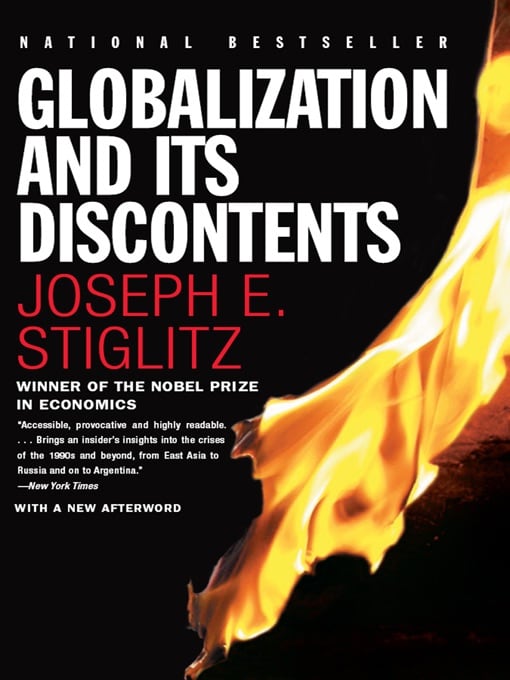 NATIONAL BESTSELLER
GLOBALIZATION
AND ITS
DISCONTENTS
JOSEPH E.
STIGLITZ
WINNER OF THE NOBEL PRIZE
IN ECONOMICS
"Accessible, provocative and highly readable.
. . . Brings an insider's insights into the crises
of the 1990s and beyond, from East Asia to
Russia and on to Argentina."
—New York Times
WITH A NEW AFTERWORD